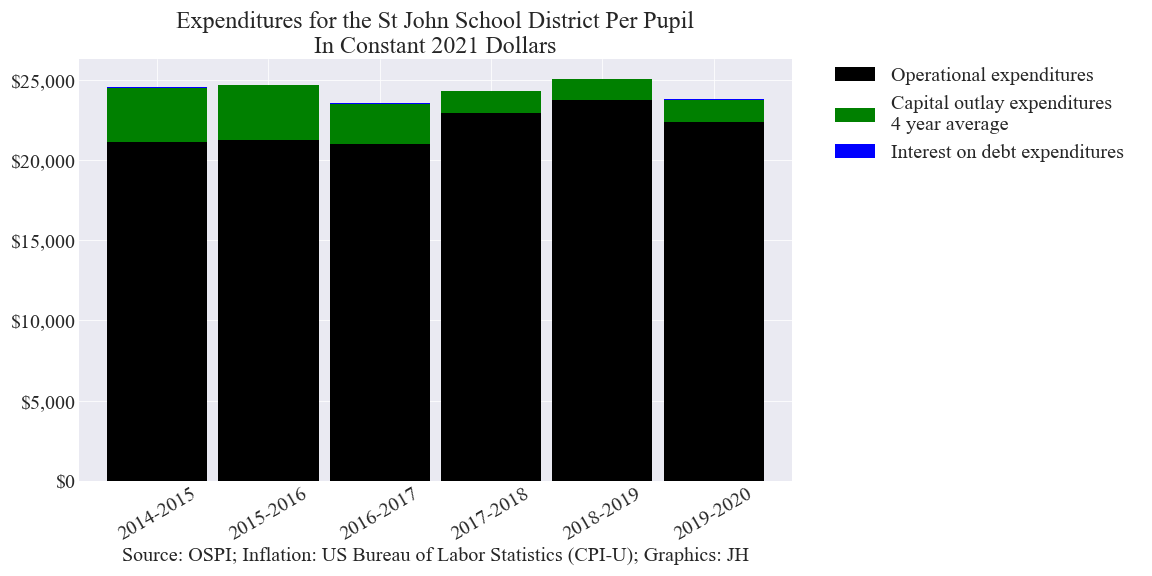 Expenditures for the St John School District Per Pupil
In Constant 2021 Dollars
$25,000
$20,000
$15,000
$10,000
$5,000
$0
2014-2015
2015-2016
2016-2017
2017-2018
2018-2019
2019-2020
Source: OSPI; Inflation: US Bureau of Labor Statistics (CPI-U); Graphics: JH
Operational expenditures
Capital outlay expenditures
4 year average
Interest on debt expenditures